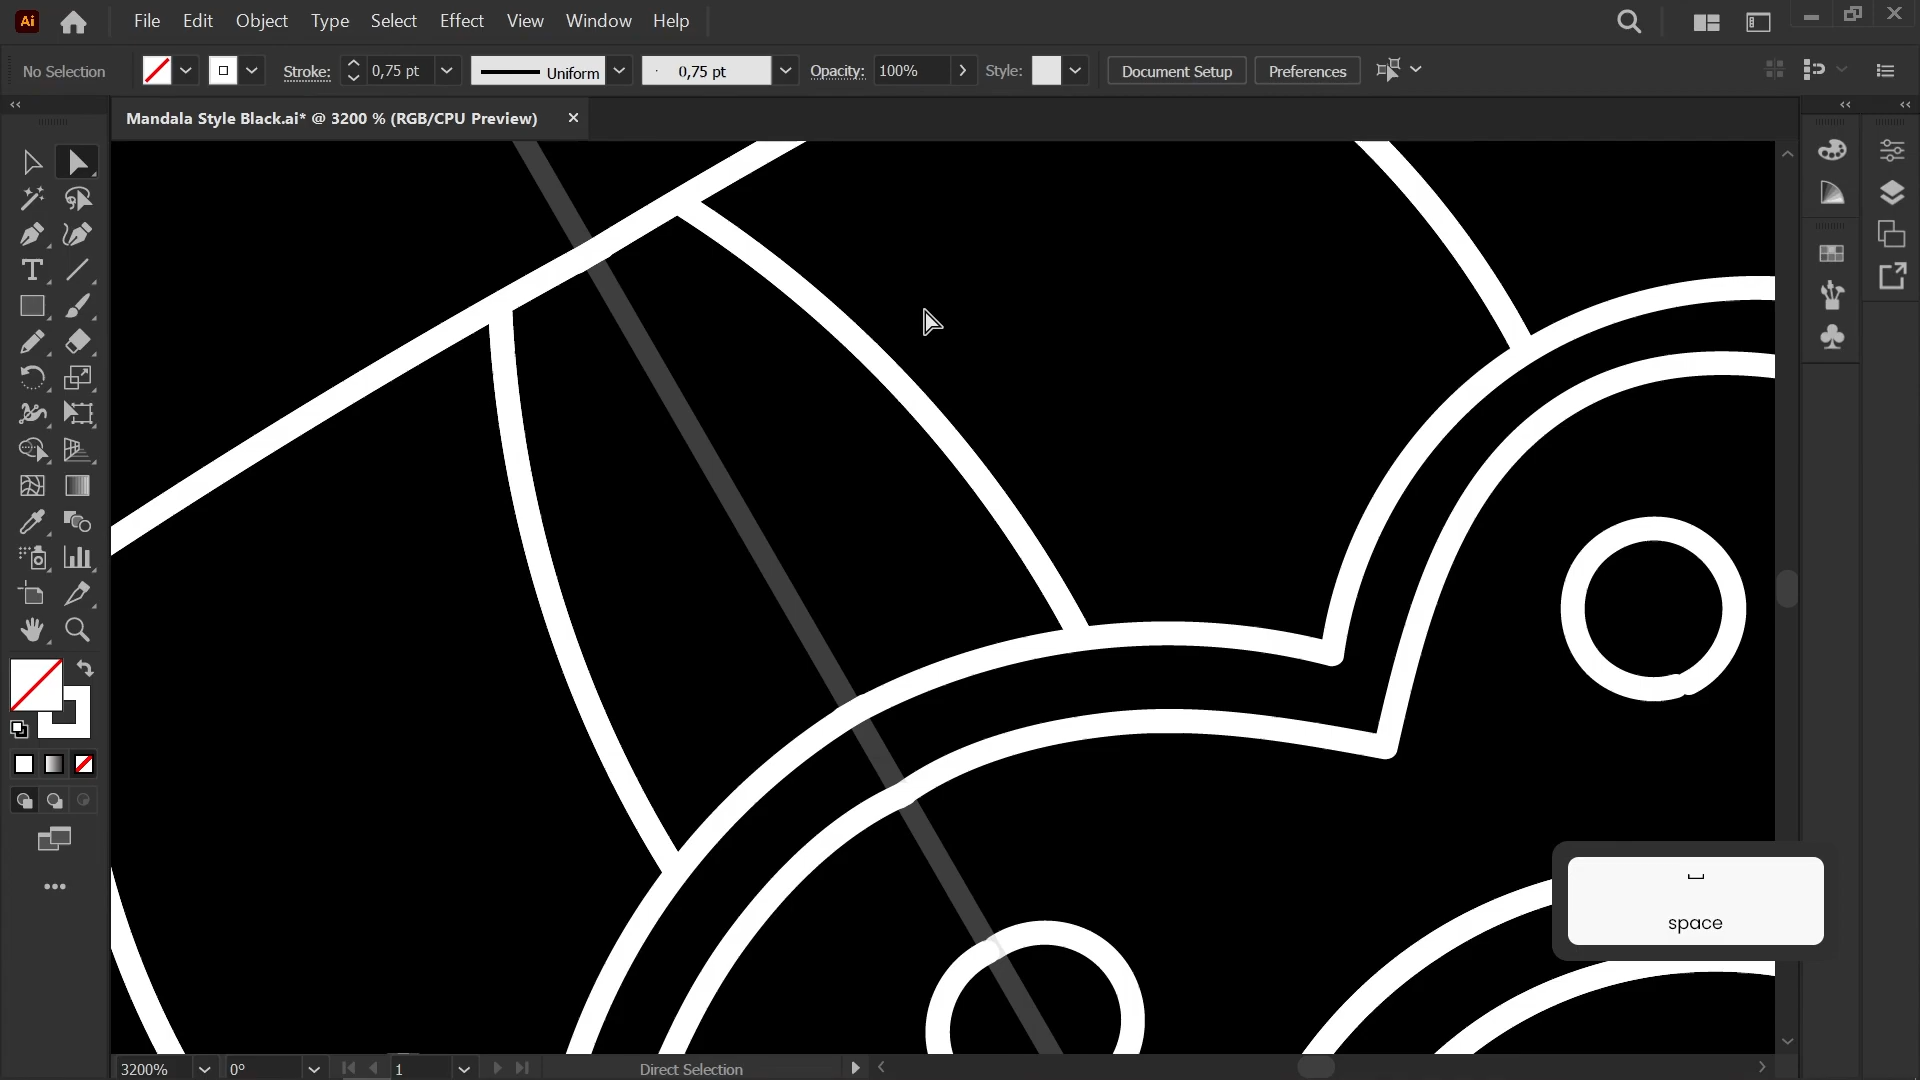 Ai File Edit Object Type Select Effect View Window Help
No Selection Stroke: 0,75 pt Uniform 0,75 pt Opacity: 100% Style: Document Setup Preferences
Mandala Style Black.ai* @ 3200 % (RGB/CPU Preview)
space
3200% 0° 1 Direct Selection